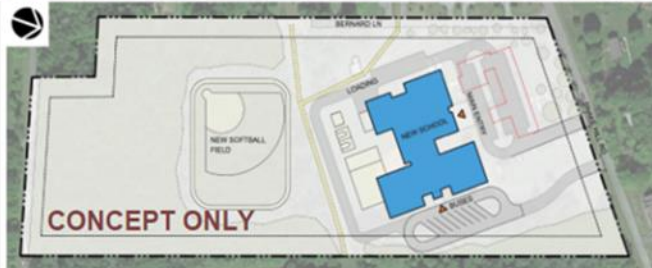 BERNARD LN
LOADING
MAIN ENTRY
NEW SCHOOL
NEW SOFTBALL
FIELD
BUSES
CONCEPT ONLY